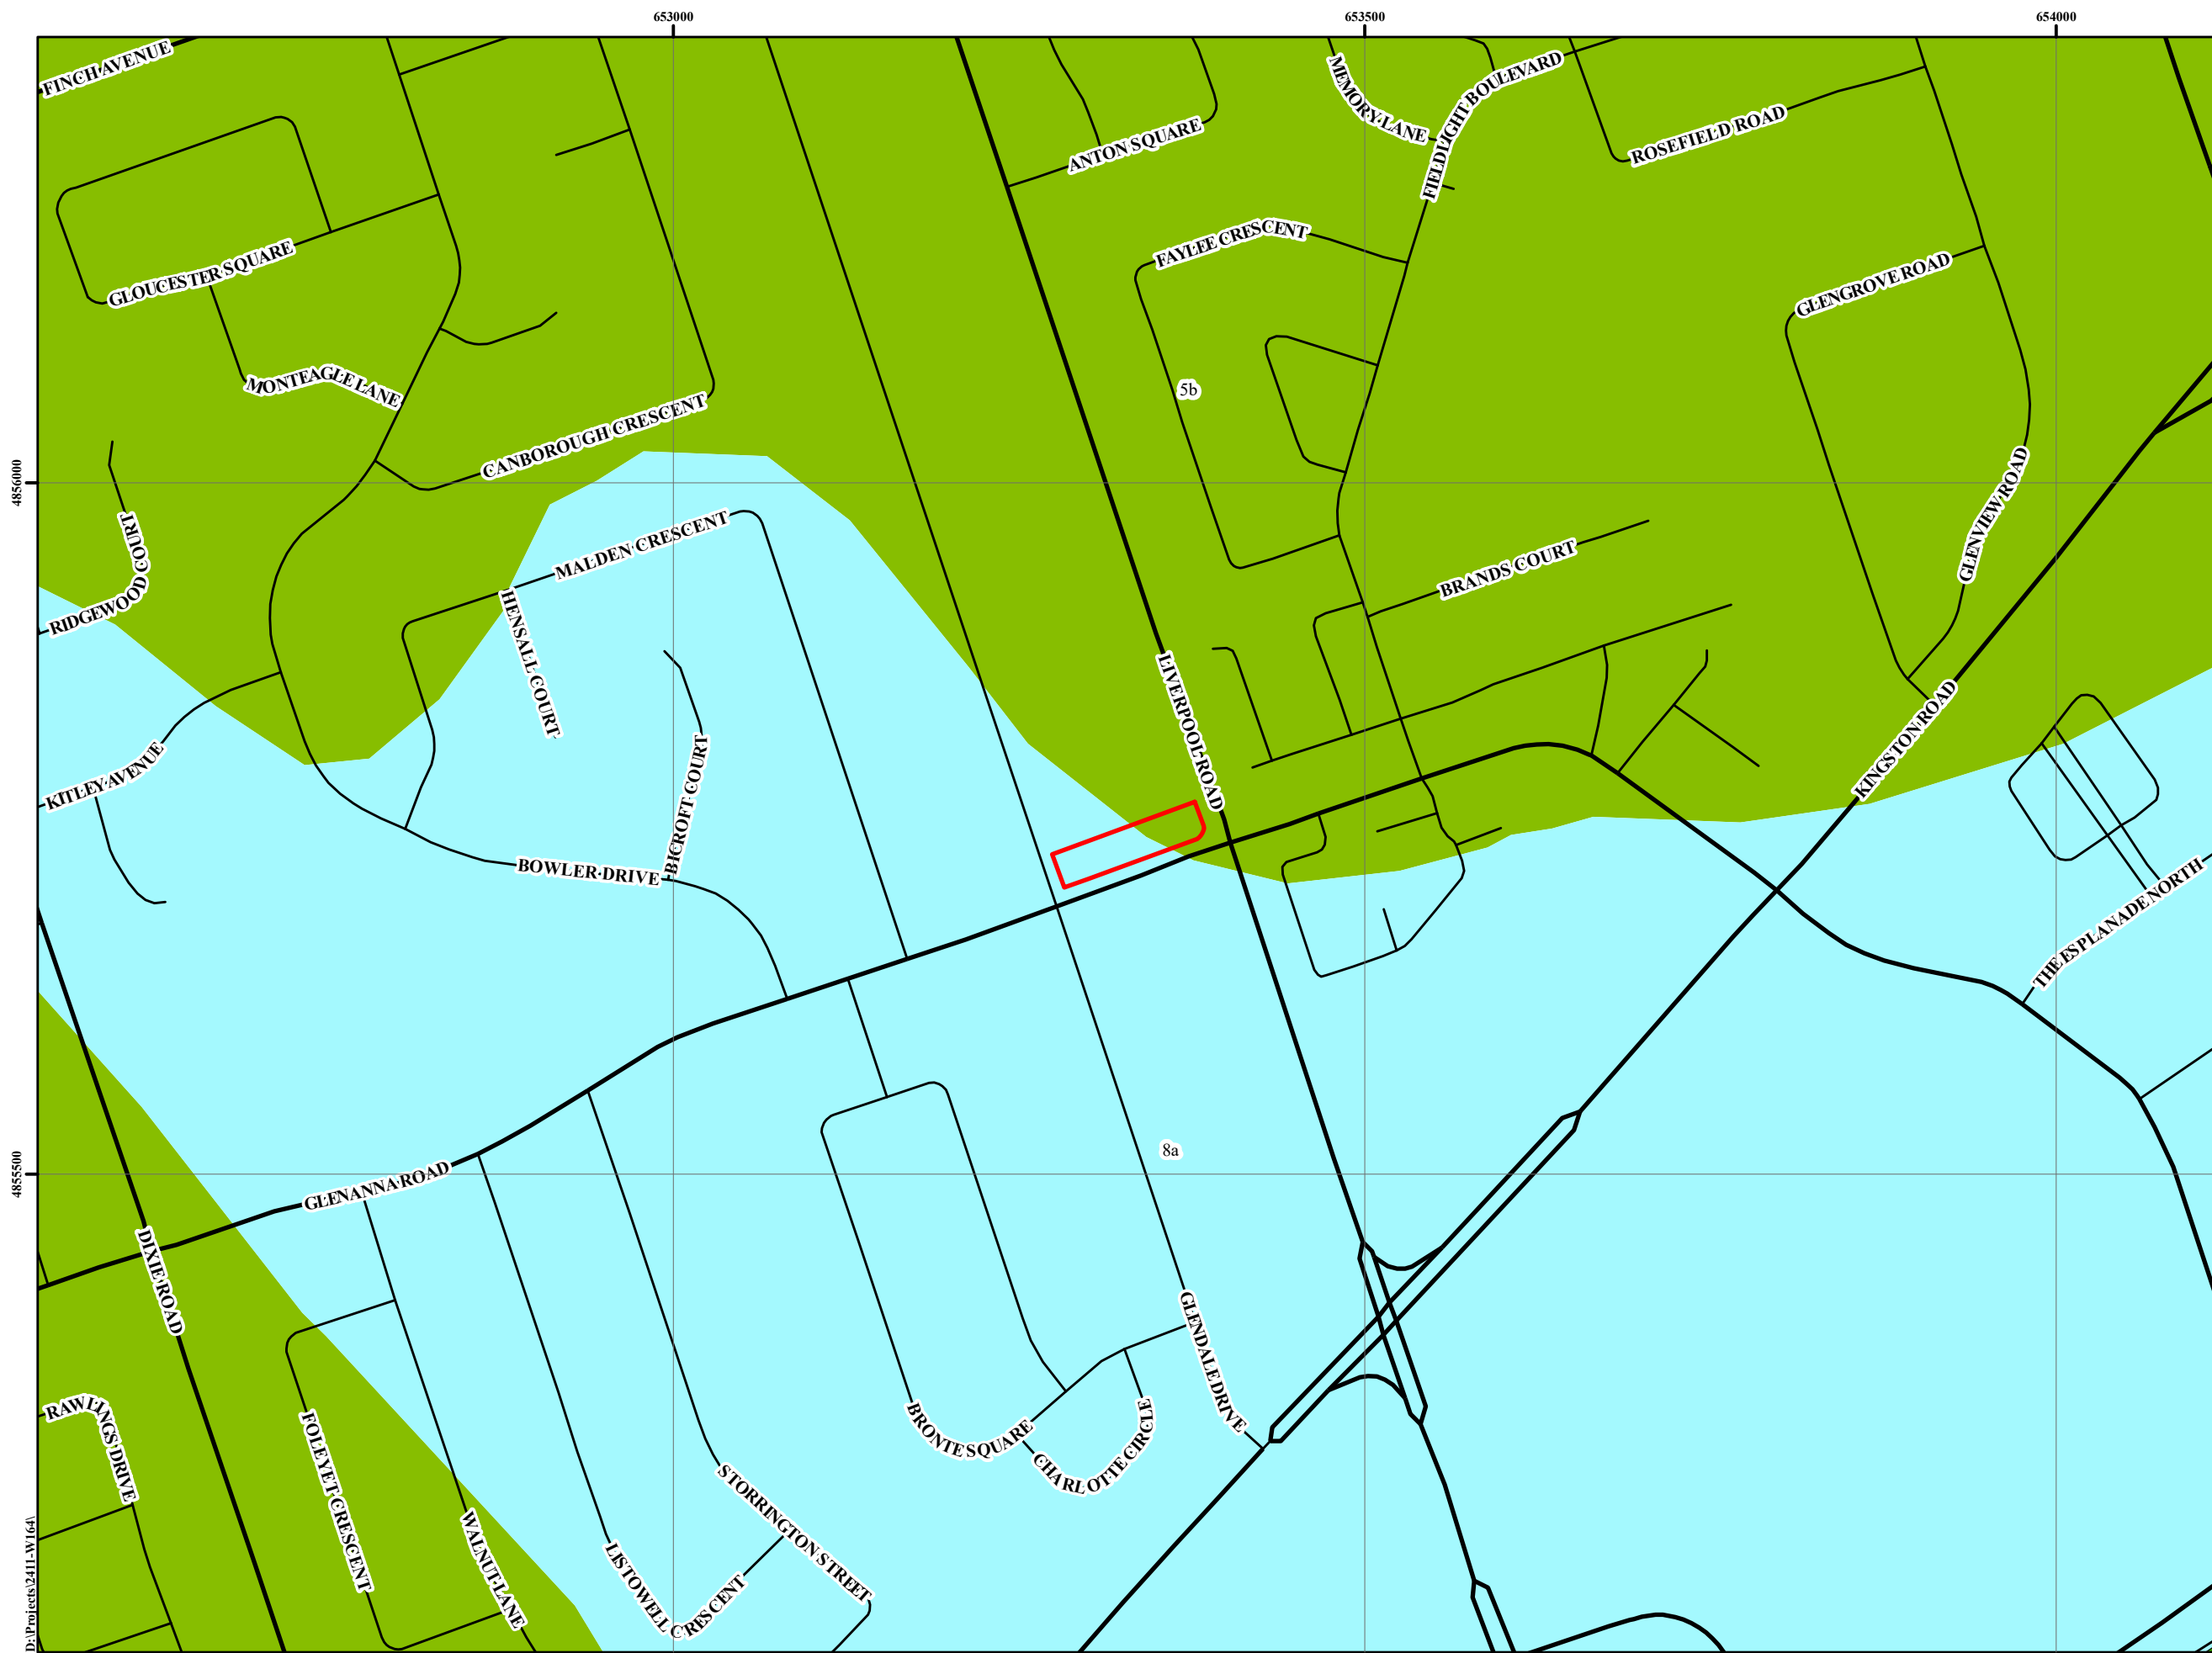 653000
653500
654000
FINCH AVENUE
MEMORY LANE
FIELDLIGHT BOULEVARD
ANTON SQUARE
ROSEFIELD ROAD
GLOUCESTER SQUARE
FAYLEE CRESCENT
GLENGROVE ROAD
MONTEAGLE LANE
5b
CANBOROUGH CRESCENT
4856000
RIDGEWOOD COURT
MALDEN CRESCENT
GLENVIEW ROAD
BRANDS COURT
HENSALL COURT
LIVERPOOL ROAD
KINGSTON ROAD
KITLEY AVENUE
BICROFT COURT
BOWLER DRIVE
THE ESPLANADE NORTH
8a
4855500
GLENANNA ROAD
DIXIE ROAD
GLENDALE DRIVE
RAWLINGS DRIVE
FOLEYET CRESCENT
BRONTE SQUARE
CHARLOTTE CIRCLE
WALNUT LANE
STORRINGTON STREET
LISTOWELL CRESCENT
D:\Projects\2411-W164\